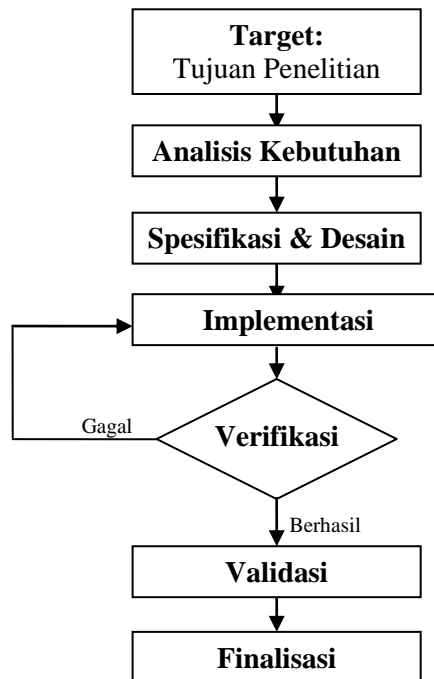 Target:
Tujuan Penelitian
Analisis Kebutuhan
Spesifikasi & Desain
Implementasi
Verifikasi
Gagal
Berhasil
Validasi
Finalisasi